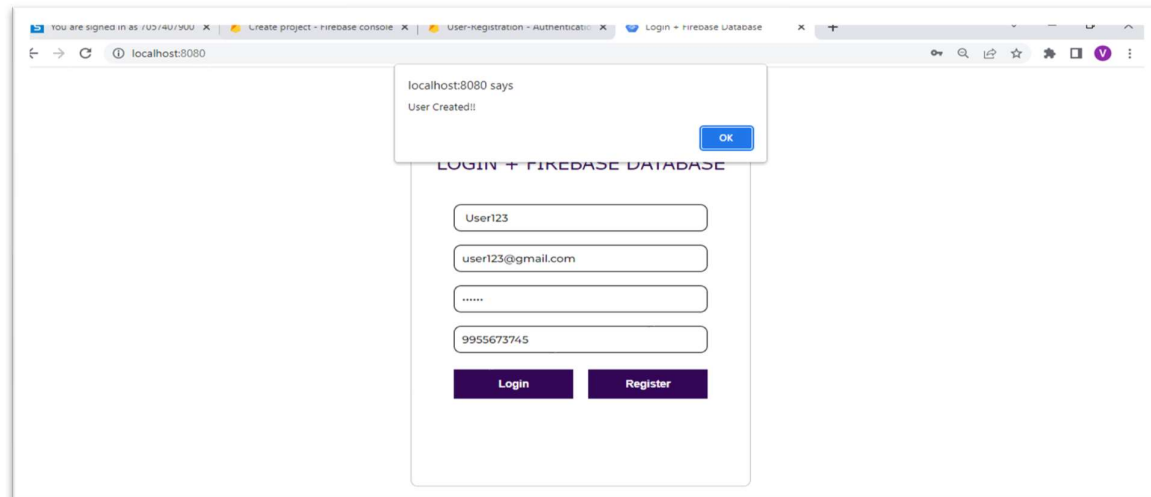 You are signed in as 7057407900
Create project - Firebase console
User-Registration - Authenticatio
Login + Firebase Database
localhost:8080
V
localhost:8080 says
User Created!!
OK
LOGIN + FIREBASE DATABASE
User123
user123@gmail.com
••••••
9955673745
Login Register